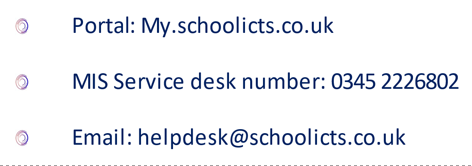 Portal: My.schoolicts.co.uk
MIS Service desk number: 0345 2226802
Email: helpdesk@schoolicts.co.uk